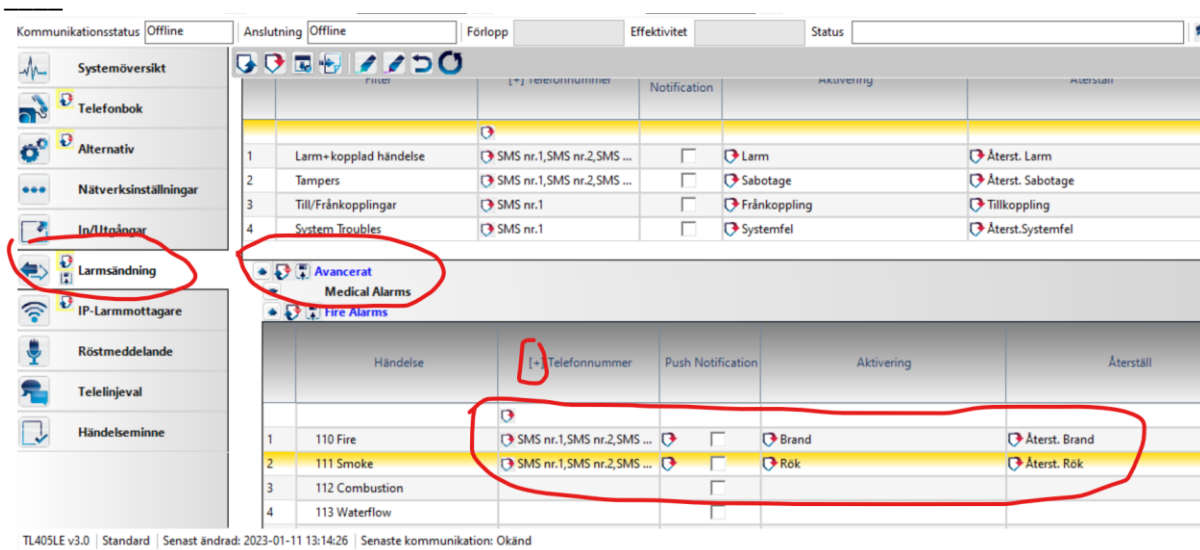 Kommunikationsstatus Offline Anslutning Offline Förlopp Effektivitet Status
Systemöversikt
Telefonbok
Alternativ
Nätverksinställningar
In/Utgångar
Larmsändning
IP-Larmmottagare
Röstmeddelande
Telelinjeval
Händelseminne
Filter [+] Telefonnummer Notification Aktivering Återställ
1 Larm+kopplad händelse SMS nr.1,SMS nr.2,SMS ... Larm Återst. Larm
2 Tampers SMS nr.1,SMS nr.2,SMS ... Sabotage Återst. Sabotage
3 Till/Frånkopplingar SMS nr.1 Frånkoppling Tillkoppling
4 System Troubles SMS nr.1 Systemfel Återst.Systemfel
Avancerat
Medical Alarms
Fire Alarms
Händelse [+] Telefonnummer Push Notification Aktivering Återställ
1 110 Fire SMS nr.1,SMS nr.2,SMS ... Brand Återst. Brand
2 111 Smoke SMS nr.1,SMS nr.2,SMS ... Rök Återst. Rök
3 112 Combustion
4 113 Waterflow
TL405LE v3.0 Standard Senast ändrad: 2023-01-11 13:14:26 Senaste kommunikation: Okänd